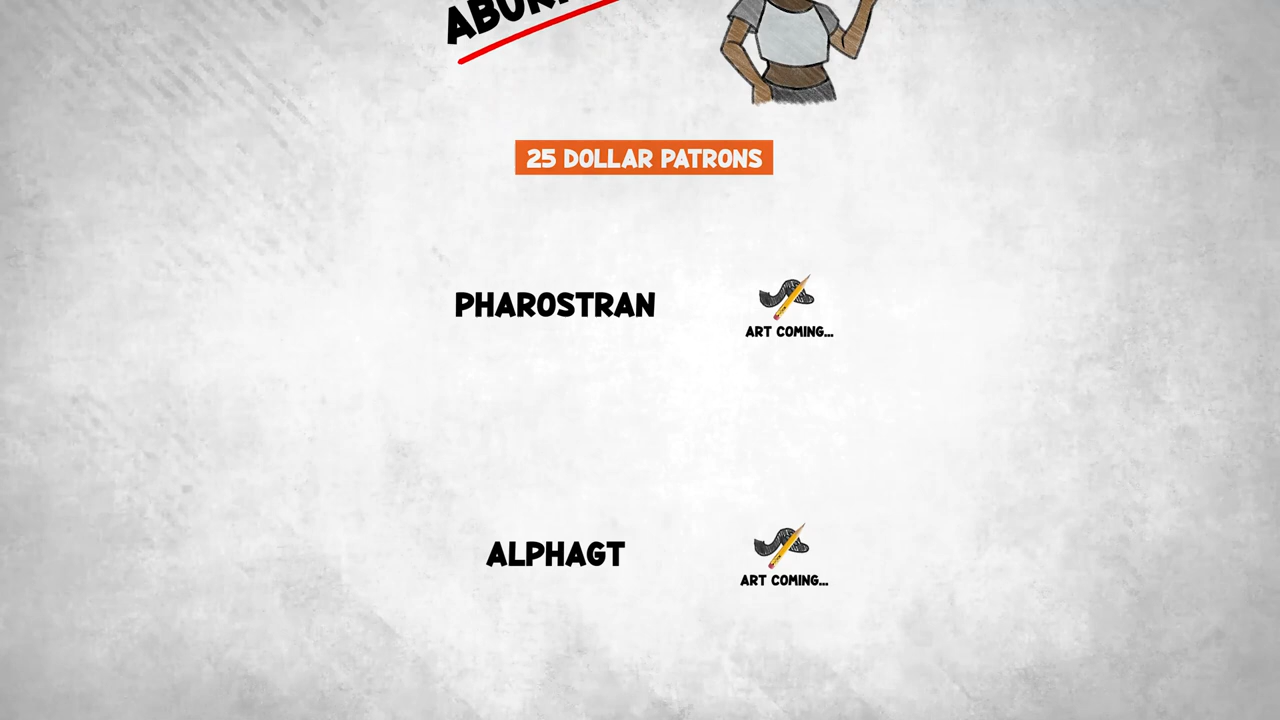 25 DOLLAR PATRONS
PHAROSTRAN
ART COMING...
ALPHAGT
ART COMING...